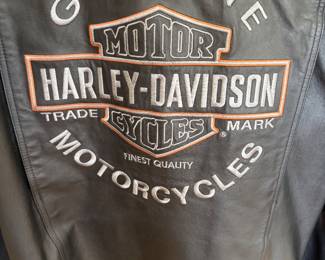 MOTOR
HARLEY-DAVIDSON
TRADE MARK
CYCLES ®
FINEST QUALITY
MOTORCYCLES